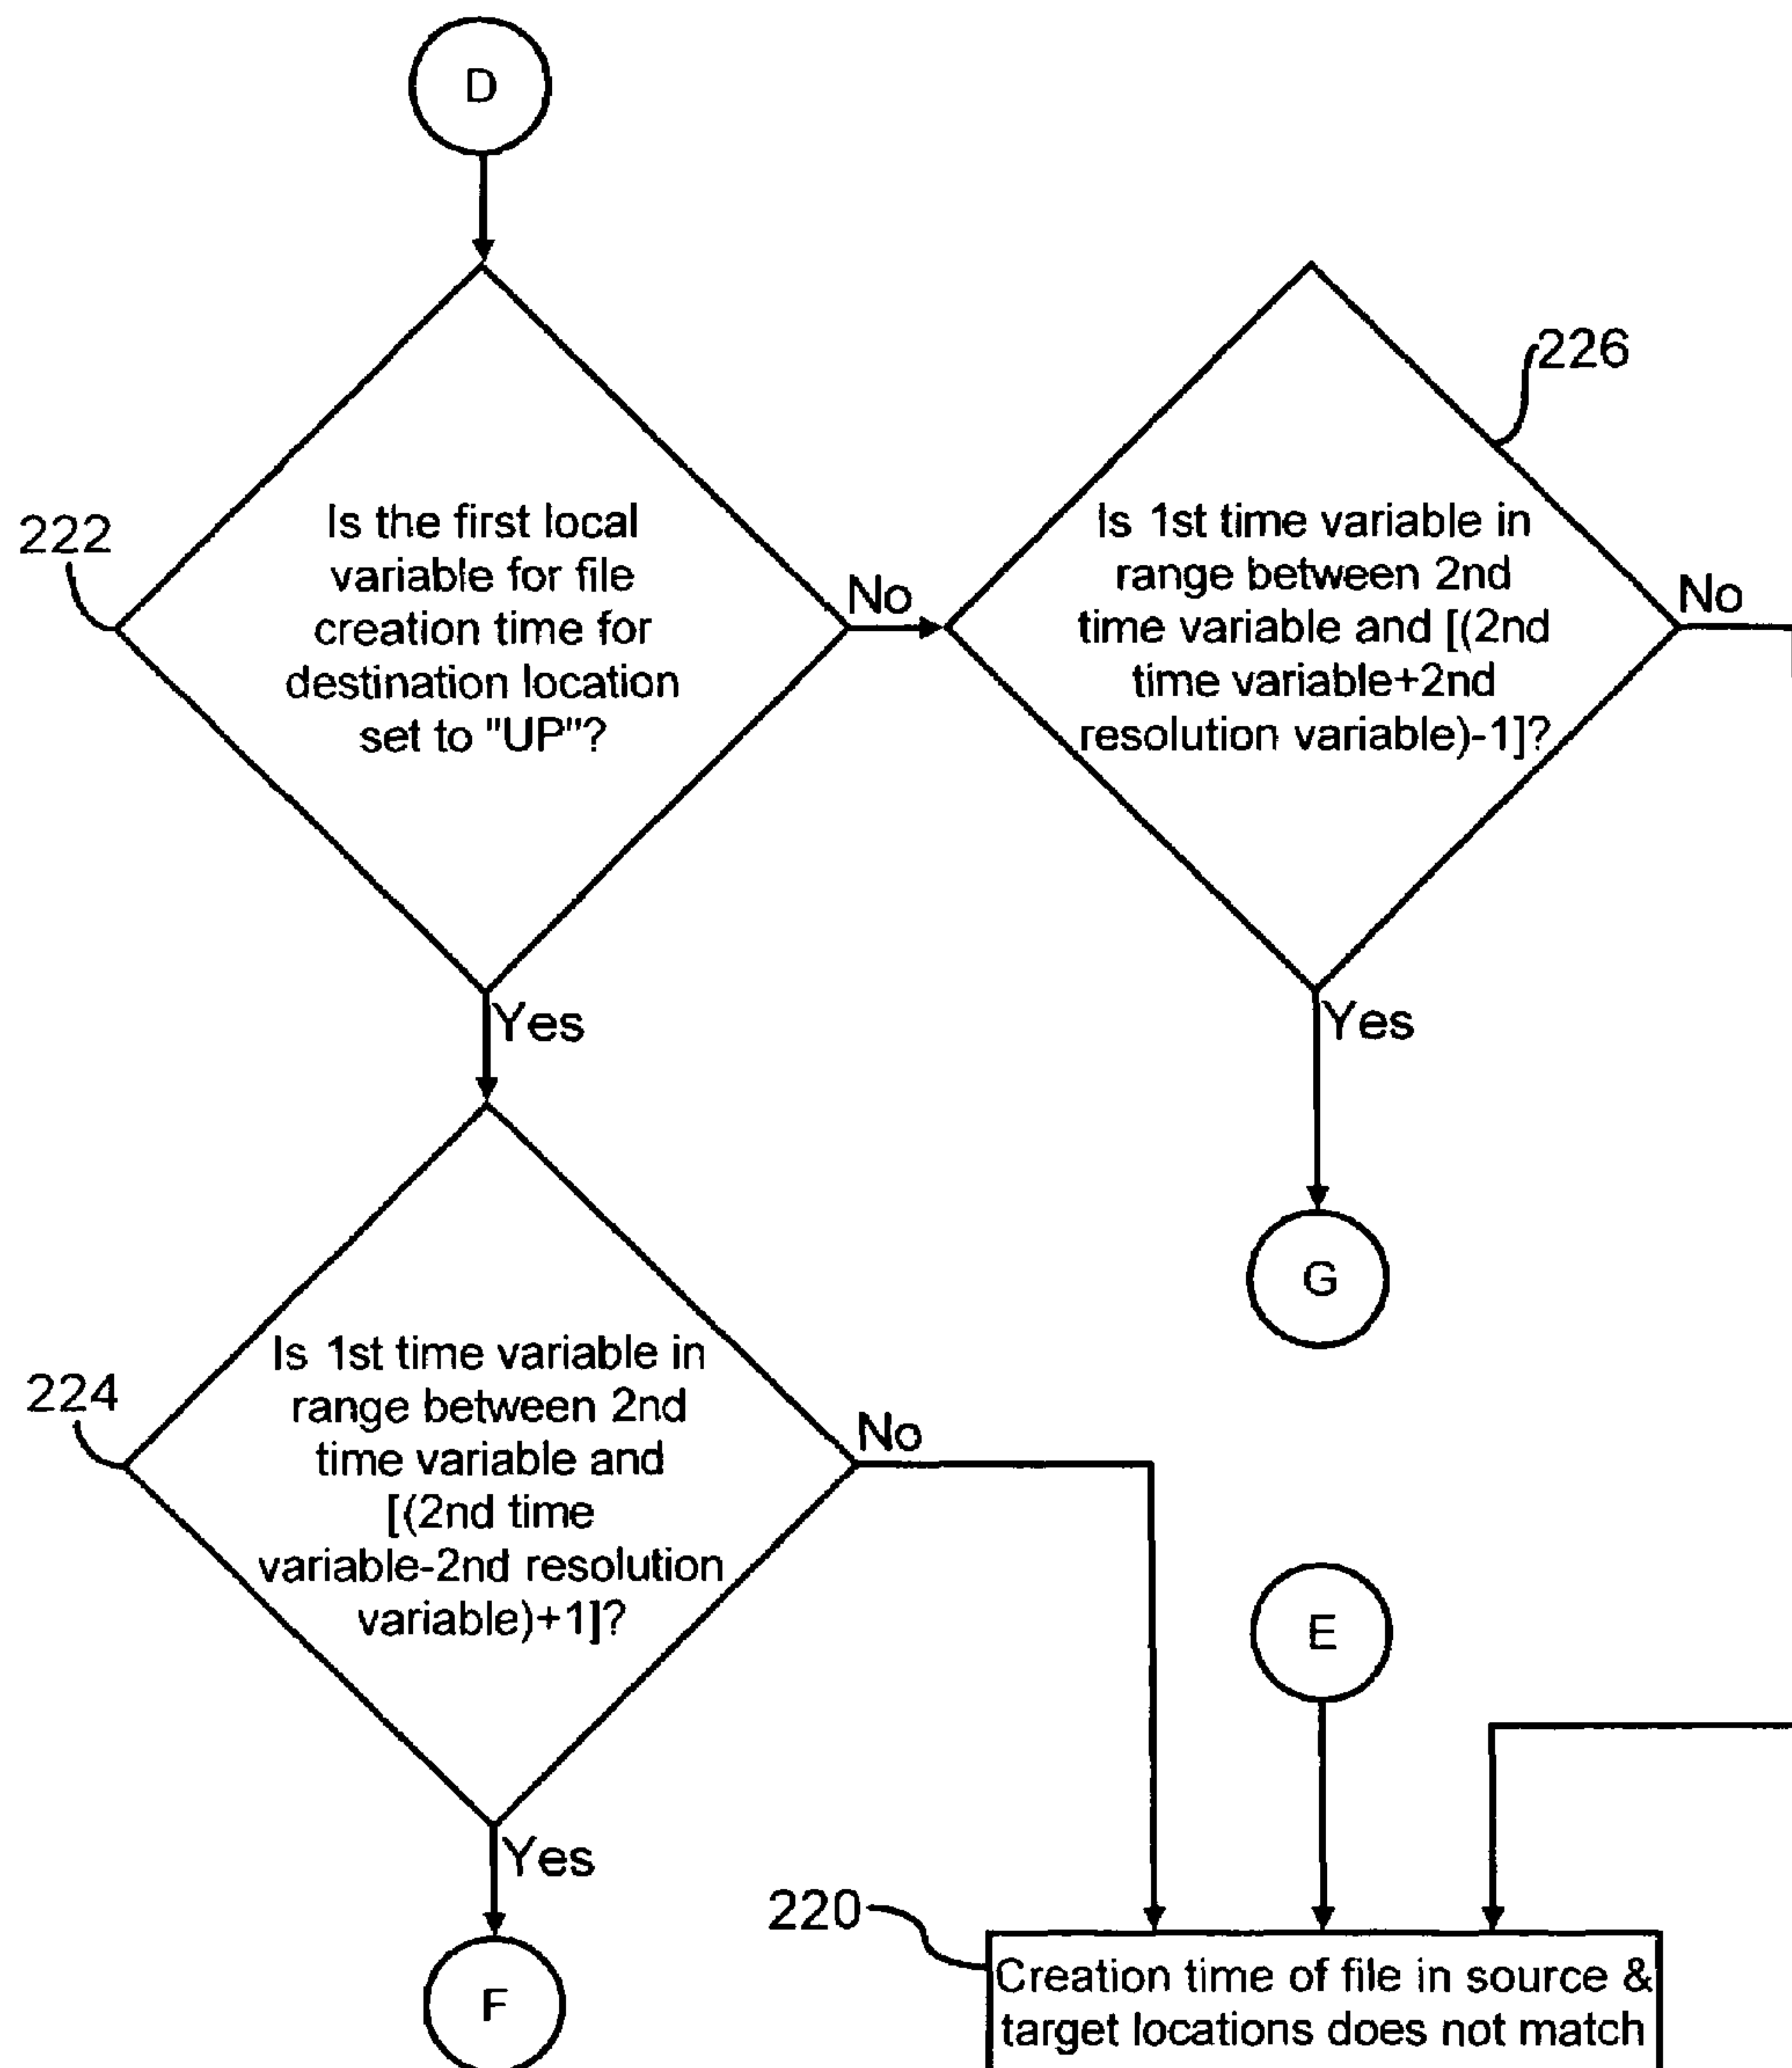 D
222
Is the first local
variable for file
creation time for
destination location
set to "UP"?
No
Yes
226
Is 1st time variable in
range between 2nd
time variable and [(2nd
time variable+2nd
resolution variable)-1]?
No
Yes
G
224
Is 1st time variable in
range between 2nd
time variable and
[(2nd time
variable-2nd resolution
variable)+1]?
No
Yes
F
E
220
Creation time of file in source &
target locations does not match